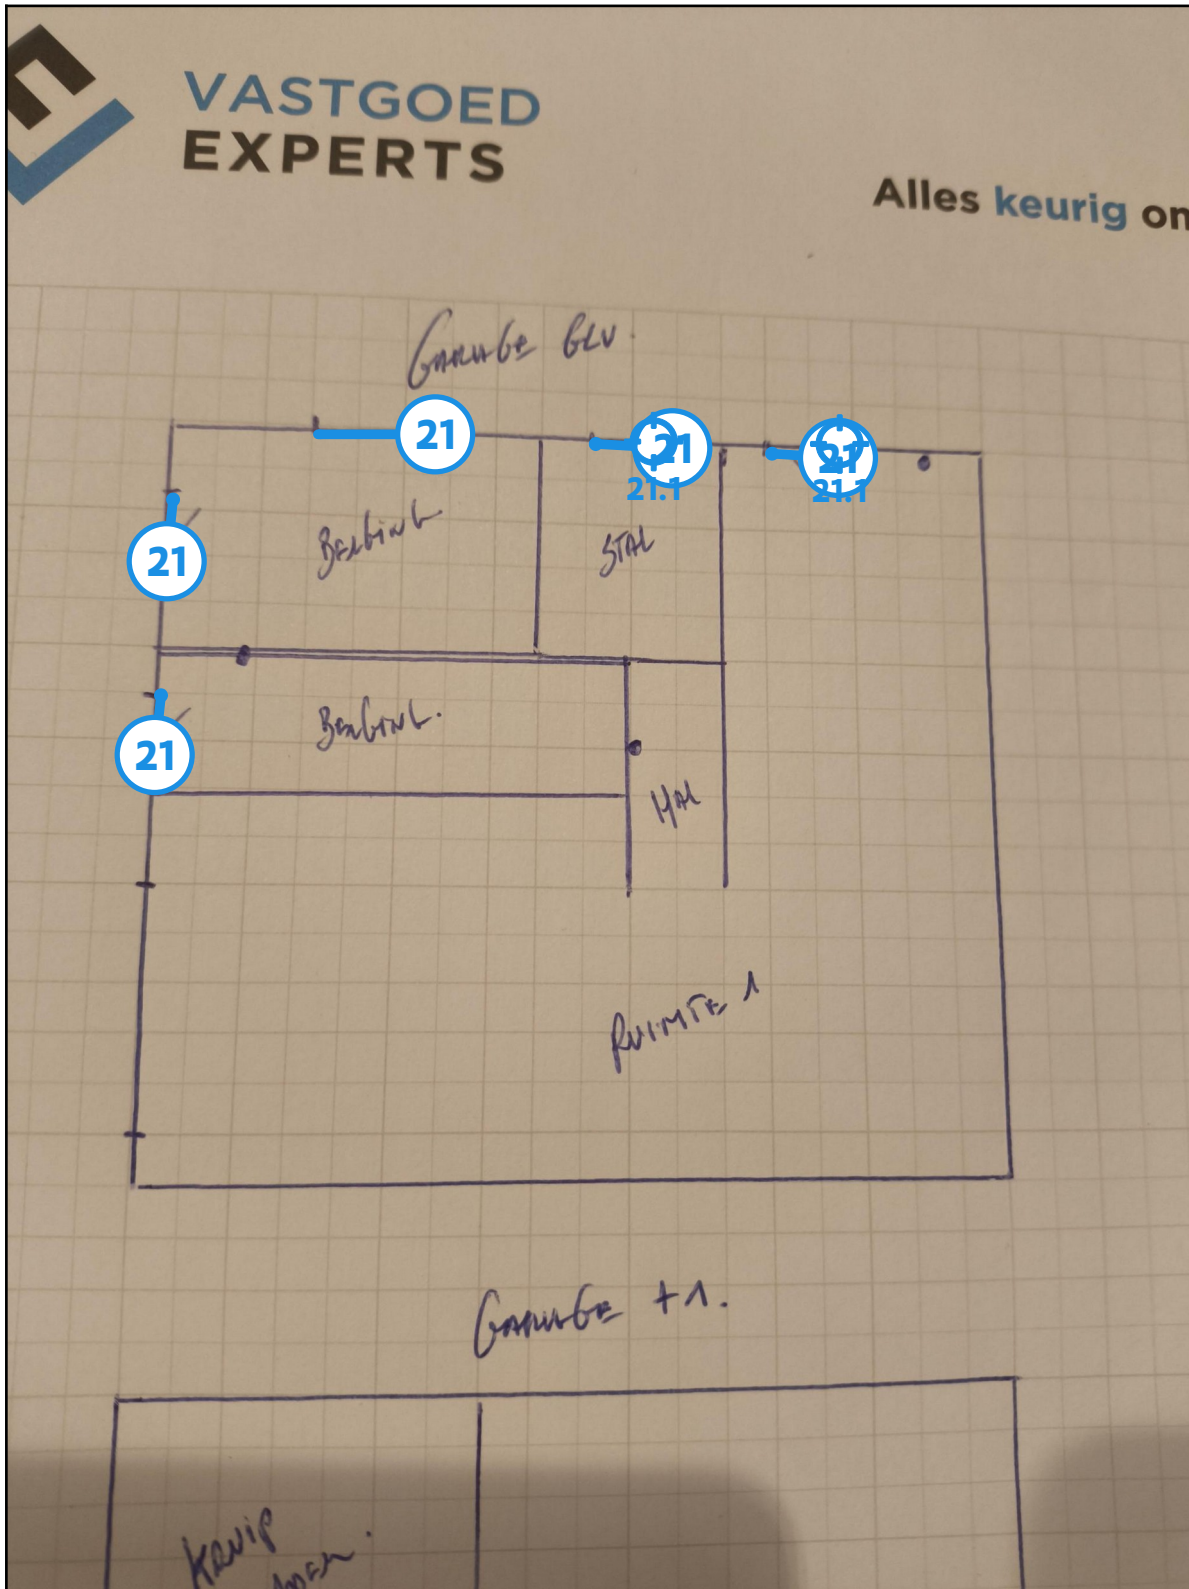 VASTGOED
EXPERTS
Alles keurig on
GARAGE GLV.
21
21
21
21.1
21.1
21
BERGING
STAL
BERGING.
21
HAL
RUIMTE 1
GARAGE +1.
KRUIP